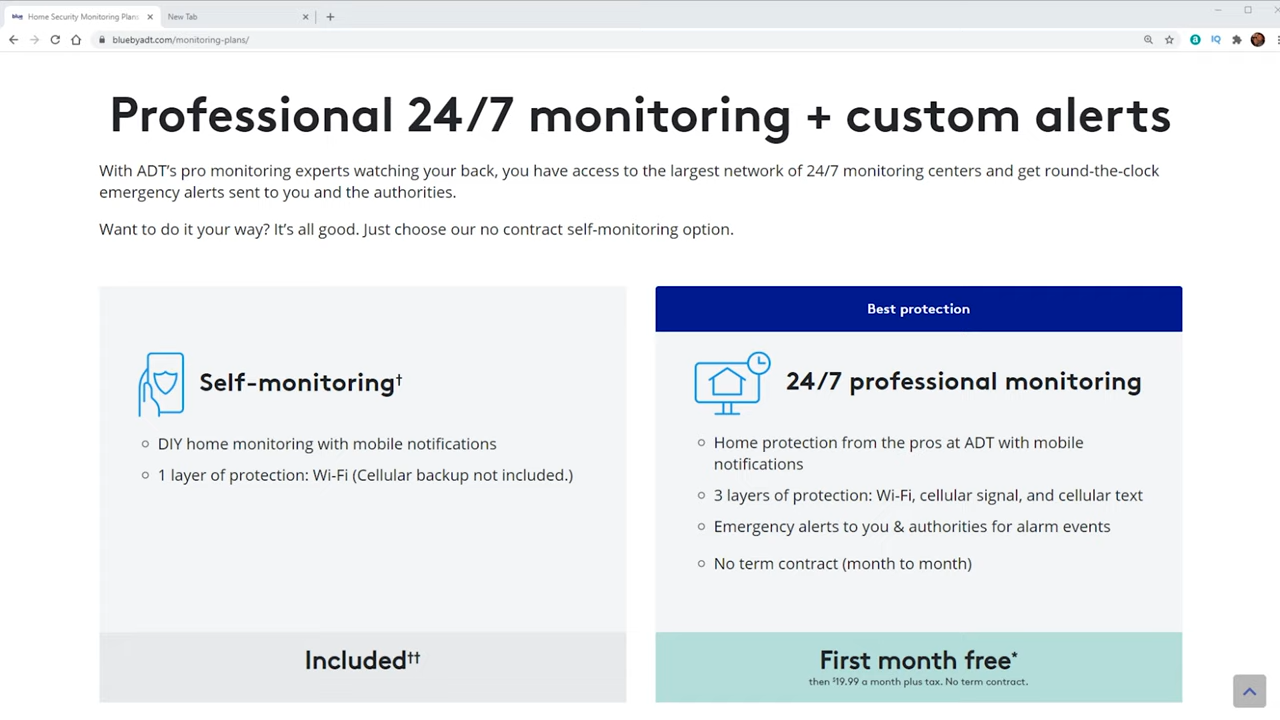 blue Home Security Monitoring Plans
New Tab
bluebyadt.com/monitoring-plans/
IQ
Professional 24/7 monitoring + custom alerts
With ADT’s pro monitoring experts watching your back, you have access to the largest network of 24/7 monitoring centers and get round-the-clock
emergency alerts sent to you and the authorities.
Want to do it your way? It’s all good. Just choose our no contract self-monitoring option.
Self-monitoring†
DIY home monitoring with mobile notifications
1 layer of protection: Wi-Fi (Cellular backup not included.)
Included††
Best protection
24/7 professional monitoring
Home protection from the pros at ADT with mobile
notifications
3 layers of protection: Wi-Fi, cellular signal, and cellular text
Emergency alerts to you & authorities for alarm events
No term contract (month to month)
First month free*
then $19.99 a month plus tax. No term contract.